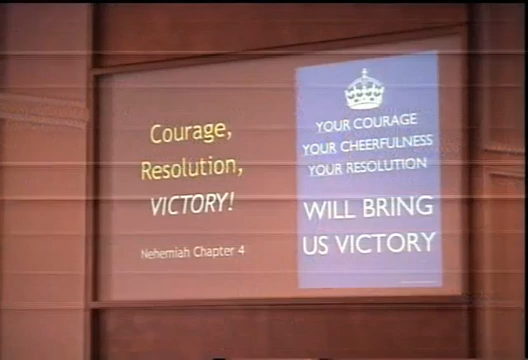 Courage,
Resolution,
VICTORY!
Nehemiah Chapter 4
YOUR COURAGE
YOUR CHEERFULNESS
YOUR RESOLUTION
WILL BRING
US VICTORY